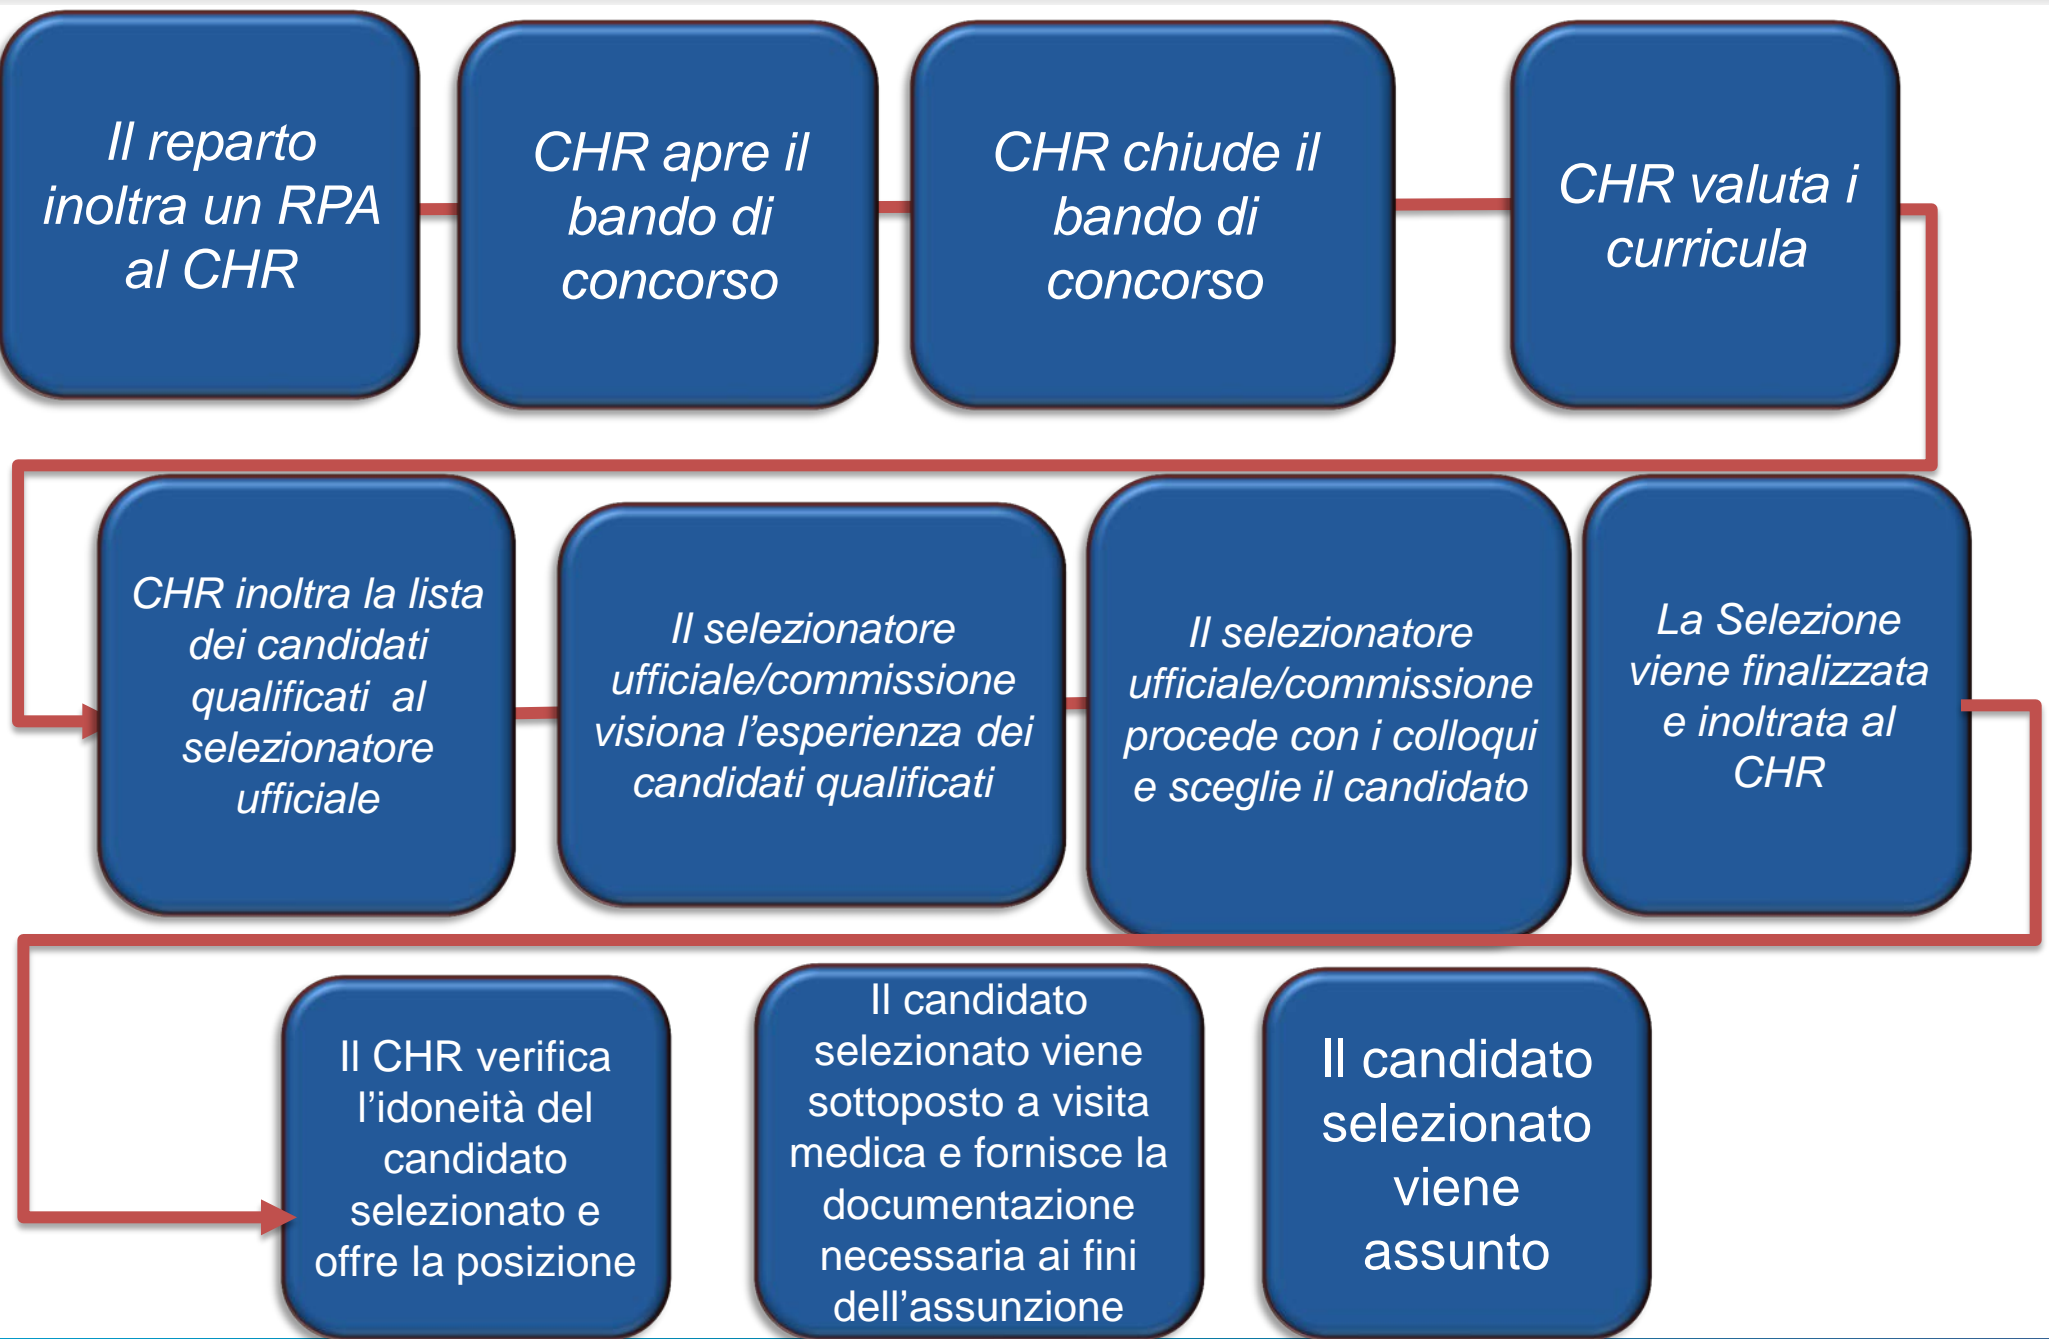 Il reparto
inoltra un RPA
al CHR
CHR apre il
bando di
concorso
CHR chiude il
bando di
concorso
CHR valuta i
curricula
CHR inoltra la lista
dei candidati
qualificati al
selezionatore
ufficiale
Il selezionatore
ufficiale/commissione
visiona l’esperienza dei
candidati qualificati
Il selezionatore
ufficiale/commissione
procede con i colloqui
e sceglie il candidato
La Selezione
viene finalizzata
e inoltrata al
CHR
Il CHR verifica
l’idoneità del
candidato
selezionato e
offre la posizione
Il candidato
selezionato viene
sottoposto a visita
medica e fornisce la
documentazione
necessaria ai fini
dell’assunzione
Il candidato
selezionato
viene
assunto